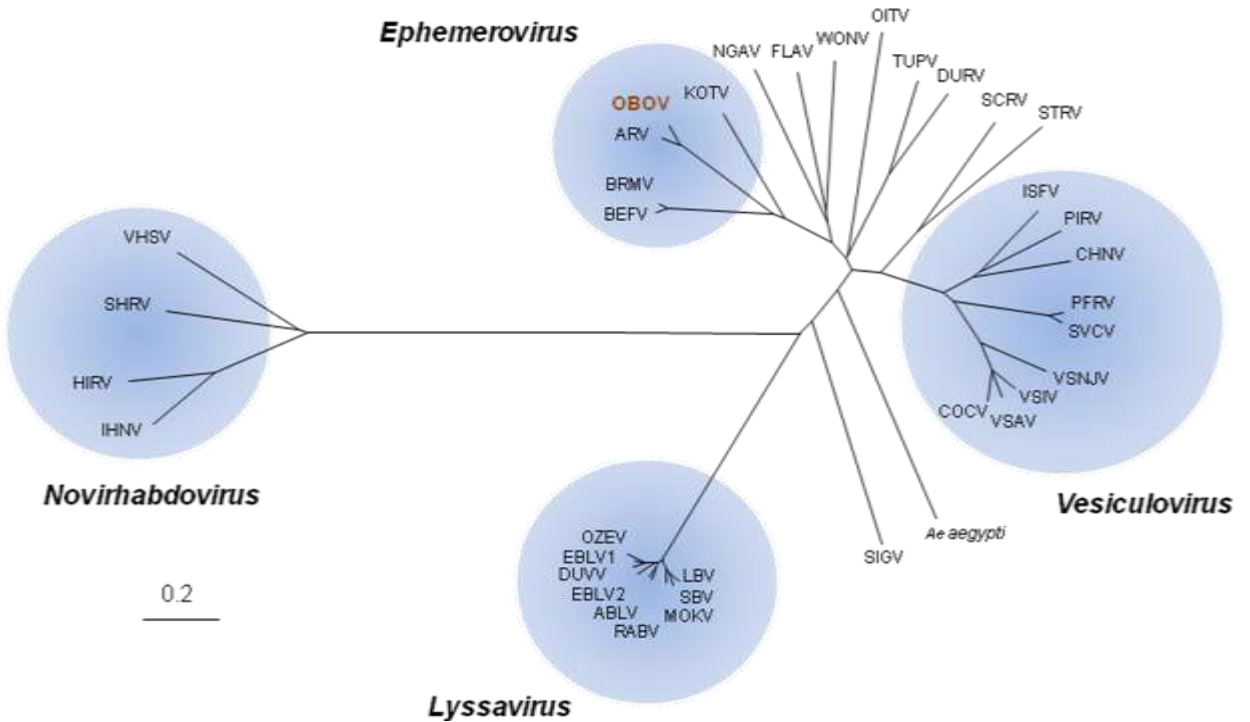 Ephemerovirus
OBOV
KOTV
ARV
BRMV
BEFV
NGAV
FLAV
WONV
OITV
TUPV
DURV
SCRV
STRV
ISFV
PIRV
CHNV
PFRV
SVCV
VSNJV
VSIV
COCV
VSAV
Vesiculovirus
VHSV
SHRV
HIRV
IHNV
Novirhabdovirus
Ae aegypti
SIGV
OZEV
EBLV1
DUVV
EBLV2
ABLV
RABV
LBV
SBV
MOKV
Lyssavirus
0.2